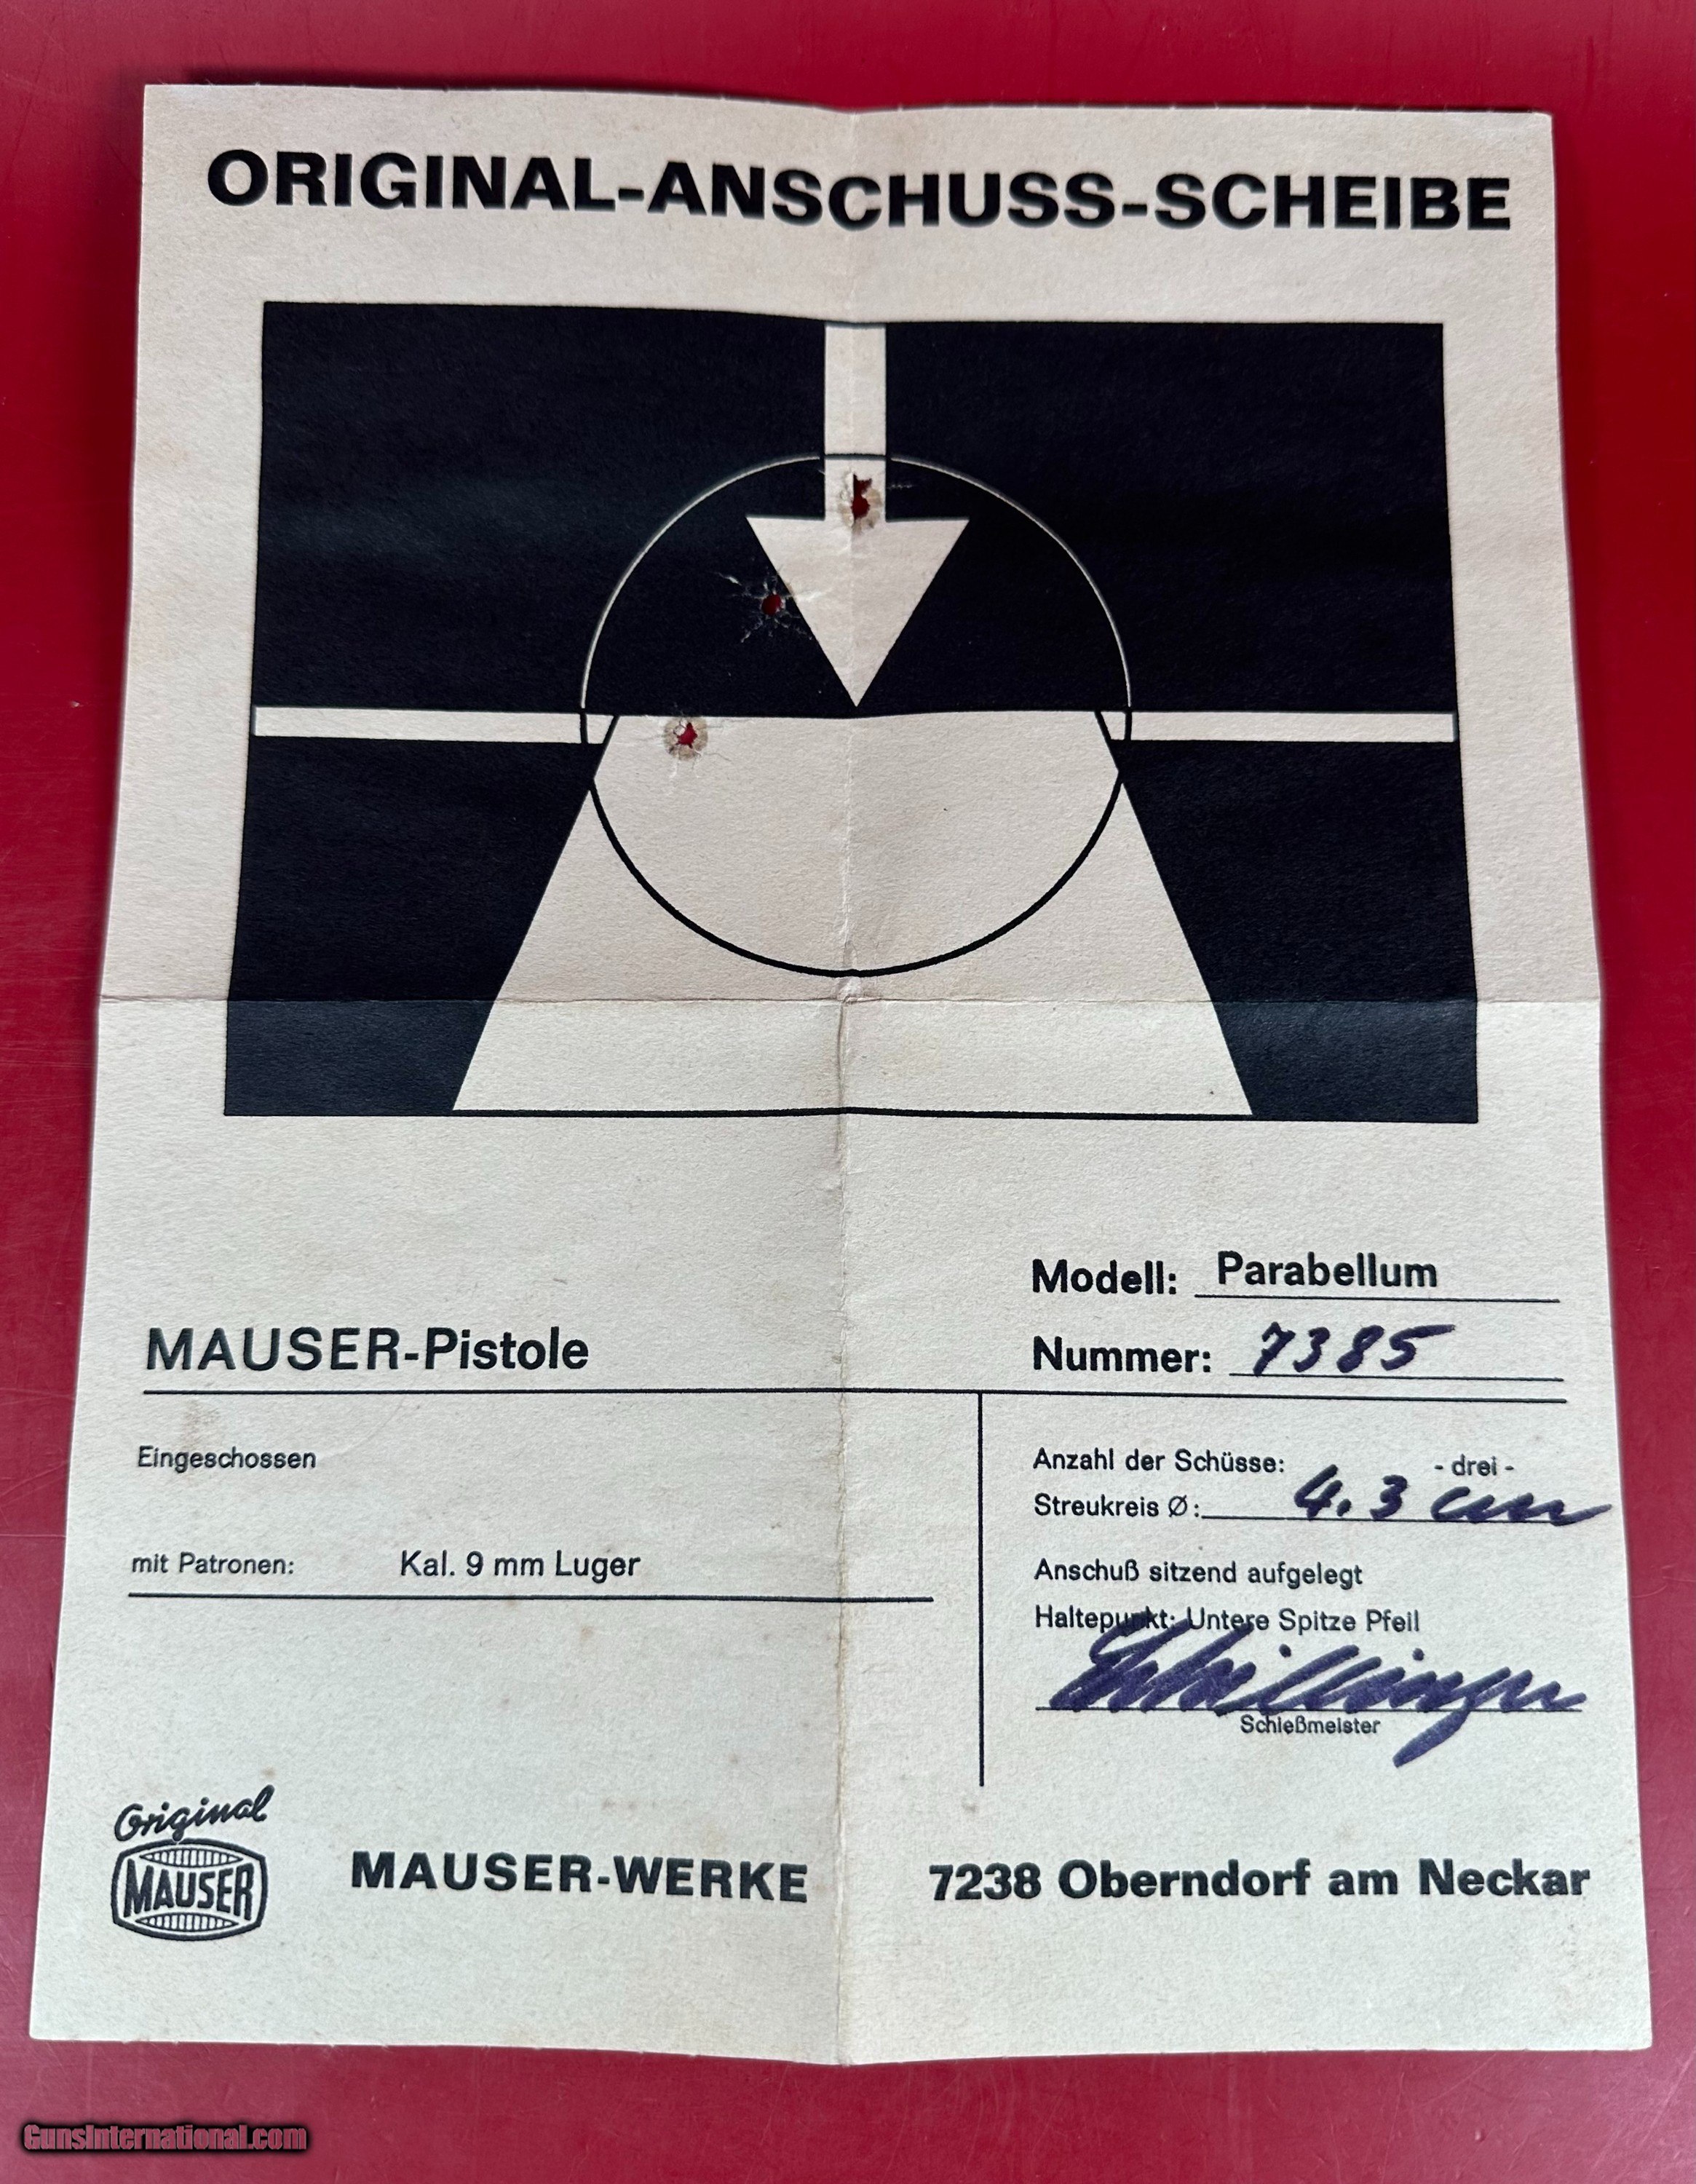 ORIGINAL-ANSCHUSS-SCHEIBE
Modell: Parabellum
MAUSER-Pistole
Nummer: 7385
Eingeschossen
mit Patronen: Kal. 9 mm Luger
Anzahl der Schüsse: - drei -
Streukreis Ø: 4.3 cm
Anschuß sitzend aufgelegt
Haltepunkt: Untere Spitze Pfeil
Schießmeister
Original
MAUSER
MAUSER-WERKE 7238 Oberndorf am Neckar
GunsInternational.com